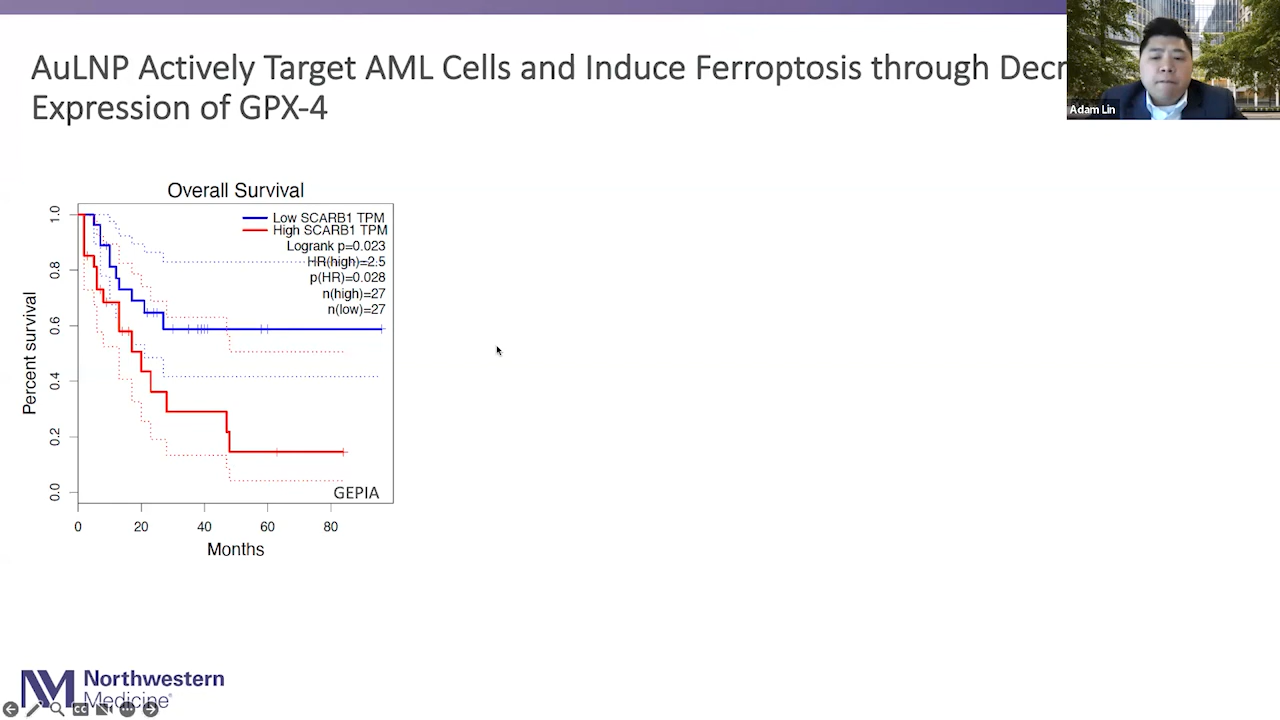 AuLNP Actively Target AML Cells and Induce Ferroptosis through Decr
Expression of GPX-4
Adam Lin
Overall Survival
Low SCARB1 TPM
High SCARB1 TPM
Logrank p=0.023
HR(high)=2.5
p(HR)=0.028
n(high)=27
n(low)=27
Percent survival
1.0
0.8
0.6
0.4
0.2
0.0
GEPIA
0 20 40 60 80
Months
Northwestern
Medicine®
CC